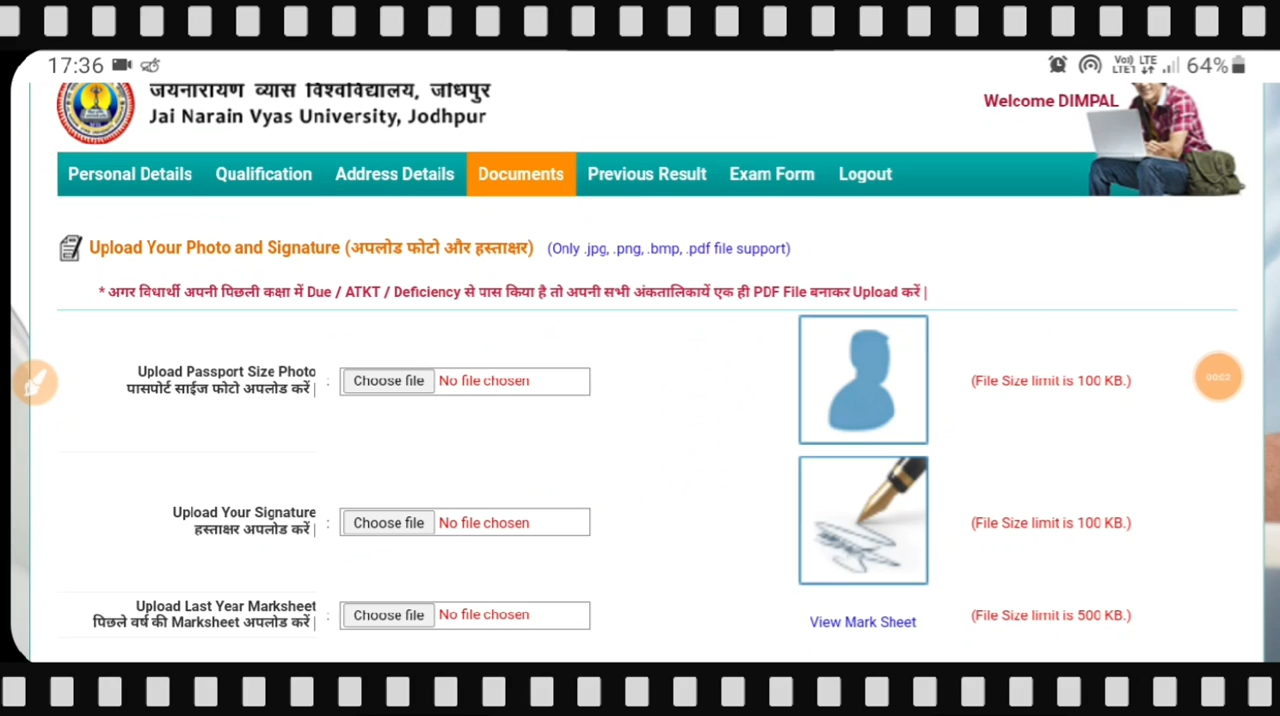 17:36 Vo) LTE LTE1 64%
जयनारायण व्यास विश्वविद्यालय, जोधपुर
Jai Narain Vyas University, Jodhpur
Welcome DIMPAL
Personal Details Qualification Address Details Documents Previous Result Exam Form Logout
Upload Your Photo and Signature (अपलोड फोटो और हस्ताक्षर) (Only .jpg, .png, .bmp, .pdf file support)
* अगर विधार्थी अपनी पिछली कक्षा में Due / ATKT / Deficiency से पास किया है तो अपनी सभी अंकतालिकायें एक ही PDF File बनाकर Upload करें |
Upload Passport Size Photo
पासपोर्ट साईज फोटो अपलोड करें | : Choose file No file chosen (File Size limit is 100 KB.)
00:03
Upload Your Signature
हस्ताक्षर अपलोड करें | : Choose file No file chosen (File Size limit is 100 KB.)
Upload Last Year Marksheet
पिछले वर्ष की Marksheet अपलोड करें | : Choose file No file chosen View Mark Sheet (File Size limit is 500 KB.)